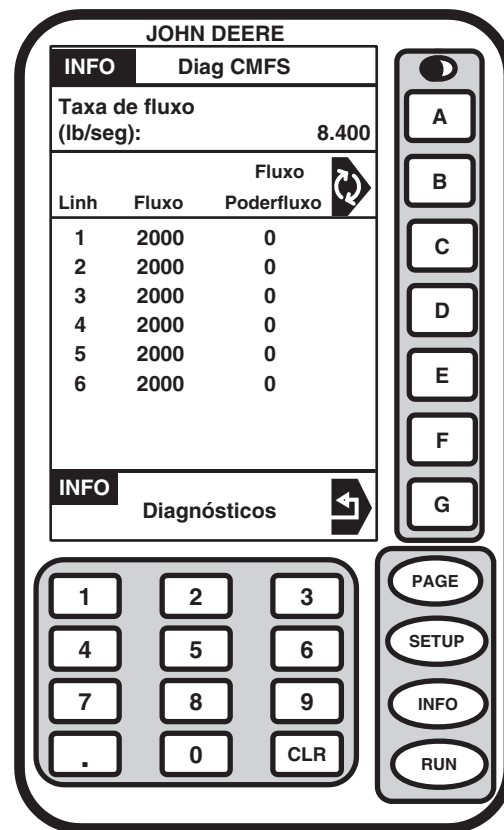 JOHN DEERE
INFO Diag CMFS
Taxa de fluxo
(lb/seg): 8.400
Fluxo
Linh Fluxo Poderfluxo
1 2000 0
2 2000 0
3 2000 0
4 2000 0
5 2000 0
6 2000 0
INFO
Diagnósticos
A
B
C
D
E
F
G
1 2 3
4 5 6
7 8 9
. 0 CLR
PAGE
SETUP
INFO
RUN